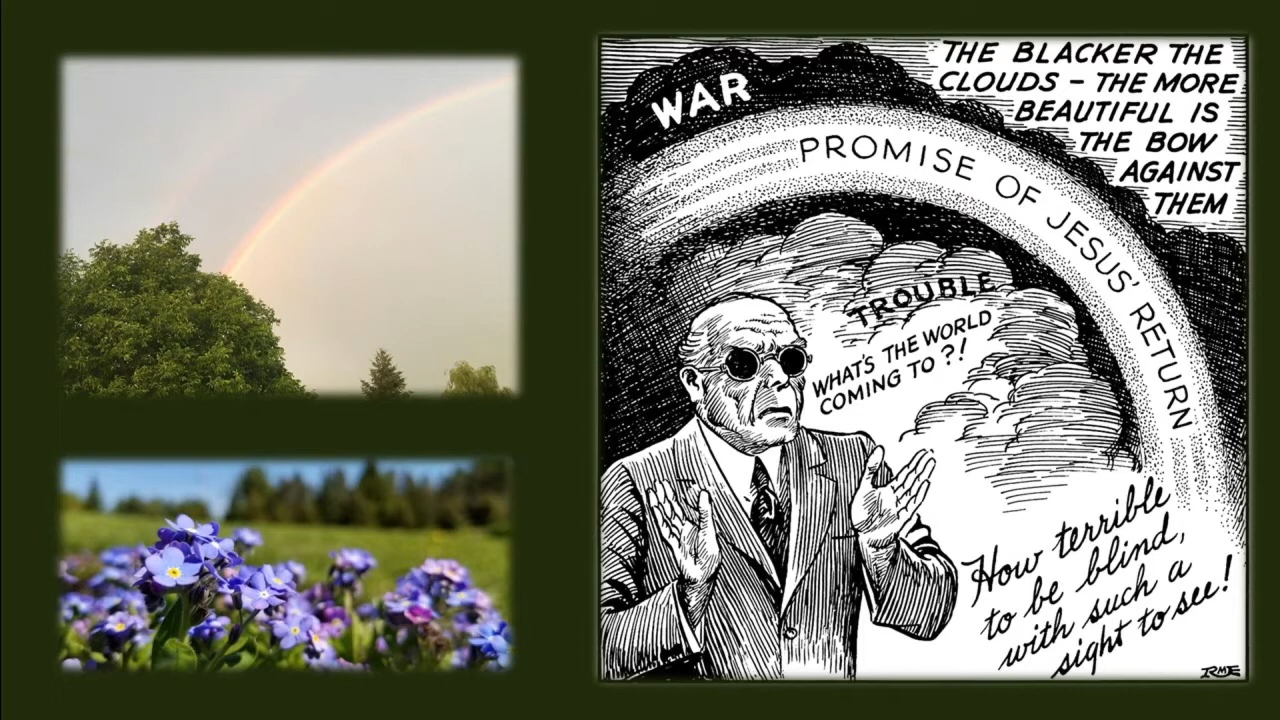 WAR
THE BLACKER THE
CLOUDS – THE MORE
BEAUTIFUL IS
THE BOW
AGAINST
THEM
PROMISE OF JESUS' RETURN
TROUBLE
WHAT'S THE WORLD
COMING TO?!
How terrible
to be blind,
with such a
sight to see!
RME